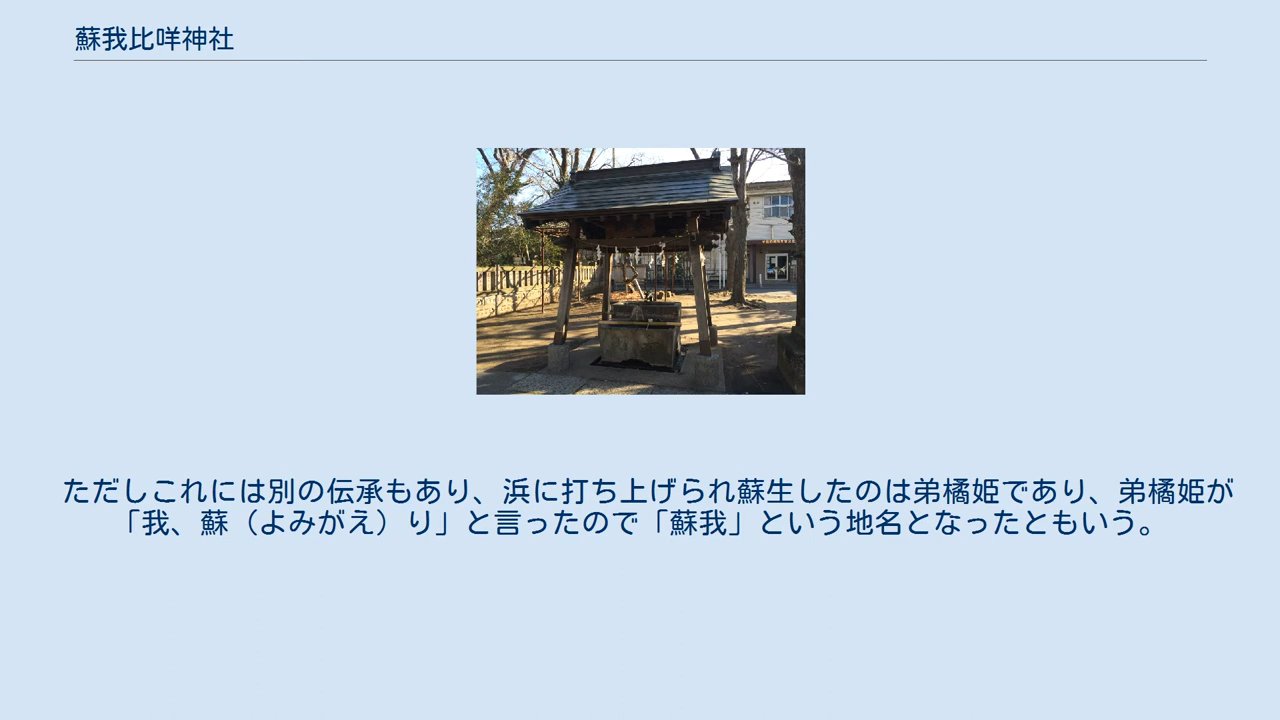 蘇我比咩神社
ただしこれには別の伝承もあり、浜に打ち上げられ蘇生したのは弟橘姫であり、弟橘姫が
「我、蘇（よみがえ）り」と言ったので「蘇我」という地名となったともいう。